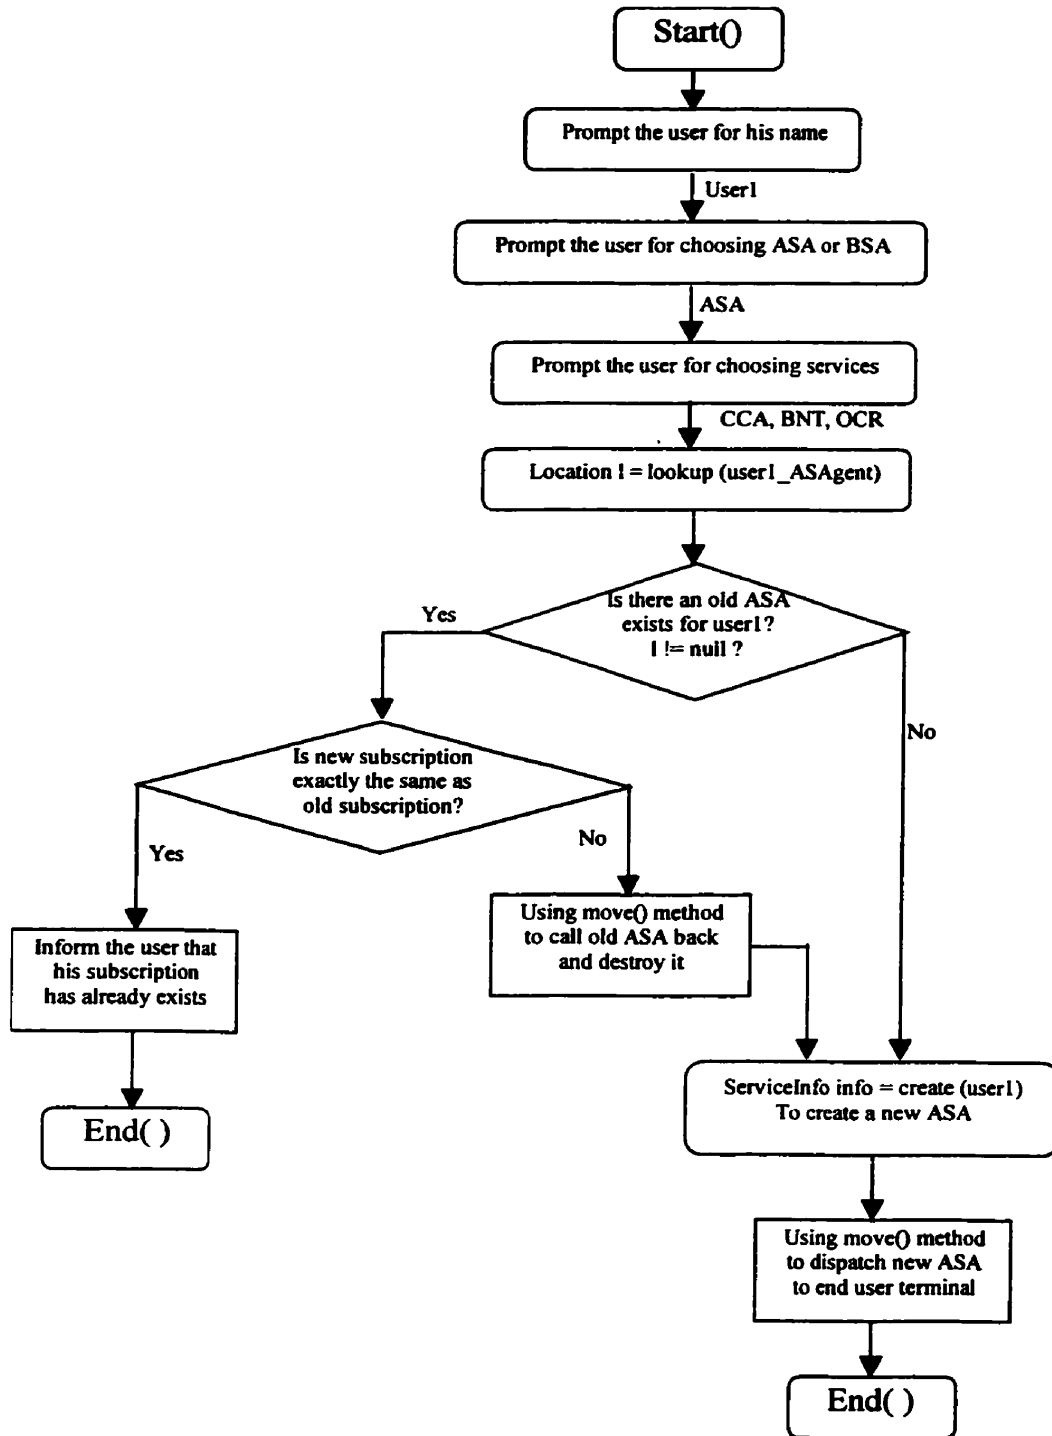 Start()
Prompt the user for his name
User1
Prompt the user for choosing ASA or BSA
ASA
Prompt the user for choosing services
CCA, BNT, OCR
Location l = lookup (user1_ASAgent)
Is there an old ASA
exists for user1?
l != null ?
Yes
No
Is new subscription
exactly the same as
old subscription?
Yes
No
Using move() method
to call old ASA back
and destroy it
Inform the user that
his subscription
has already exists
End( )
ServiceInfo info = create (user1)
To create a new ASA
Using move() method
to dispatch new ASA
to end user terminal
End( )